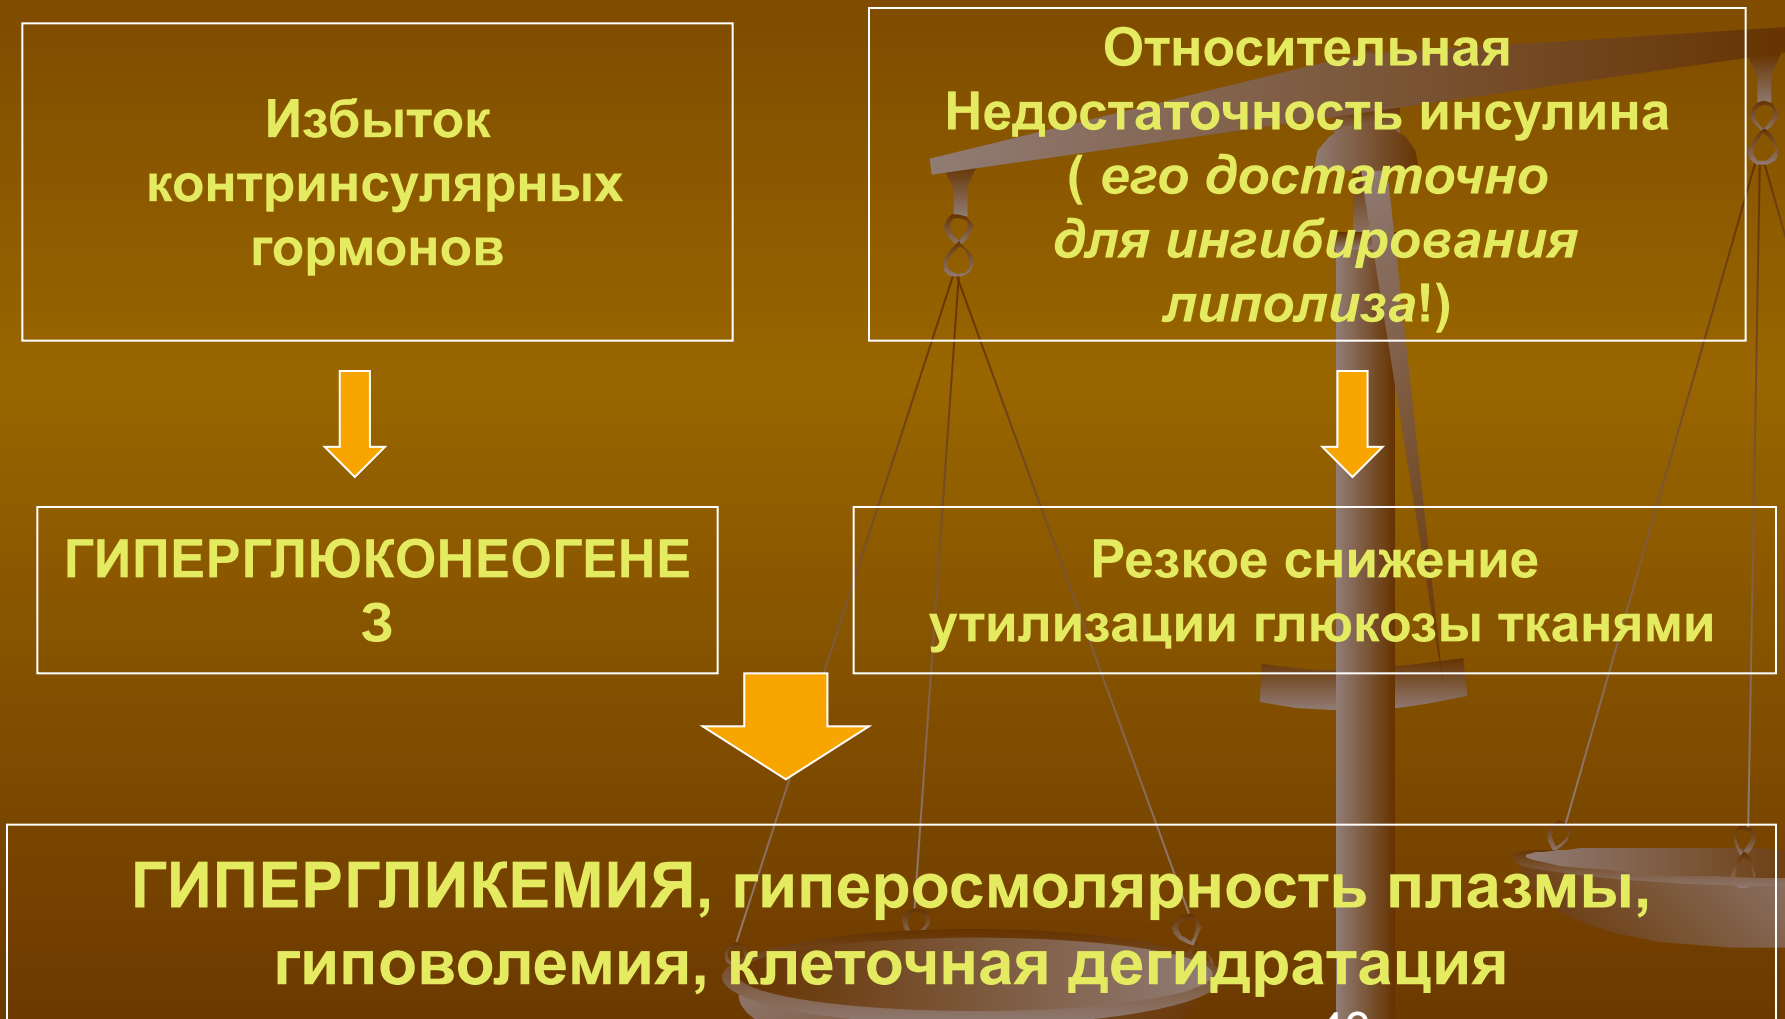 Избыток
контринсулярных
гормонов
Относительная
Недостаточность инсулина
( его достаточно
для ингибирования
липолиза!)
ГИПЕРГЛЮКОНЕОГЕНЕ
З
Резкое снижение
утилизации глюкозы тканями
ГИПЕРГЛИКЕМИЯ, гиперосмолярность плазмы,
гиповолемия, клеточная дегидратация